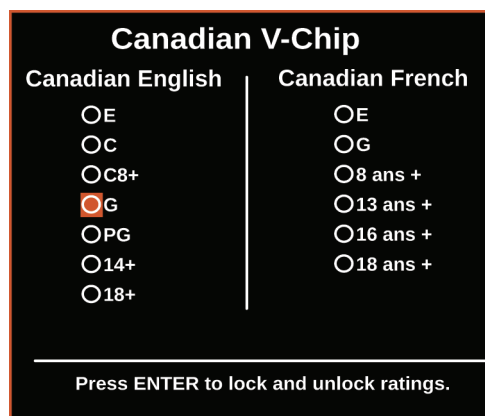 Canadian V-Chip
Canadian English
E
C
C8+
G
PG
14+
18+
Canadian French
E
G
8 ans +
13 ans +
16 ans +
18 ans +
Press ENTER to lock and unlock ratings.